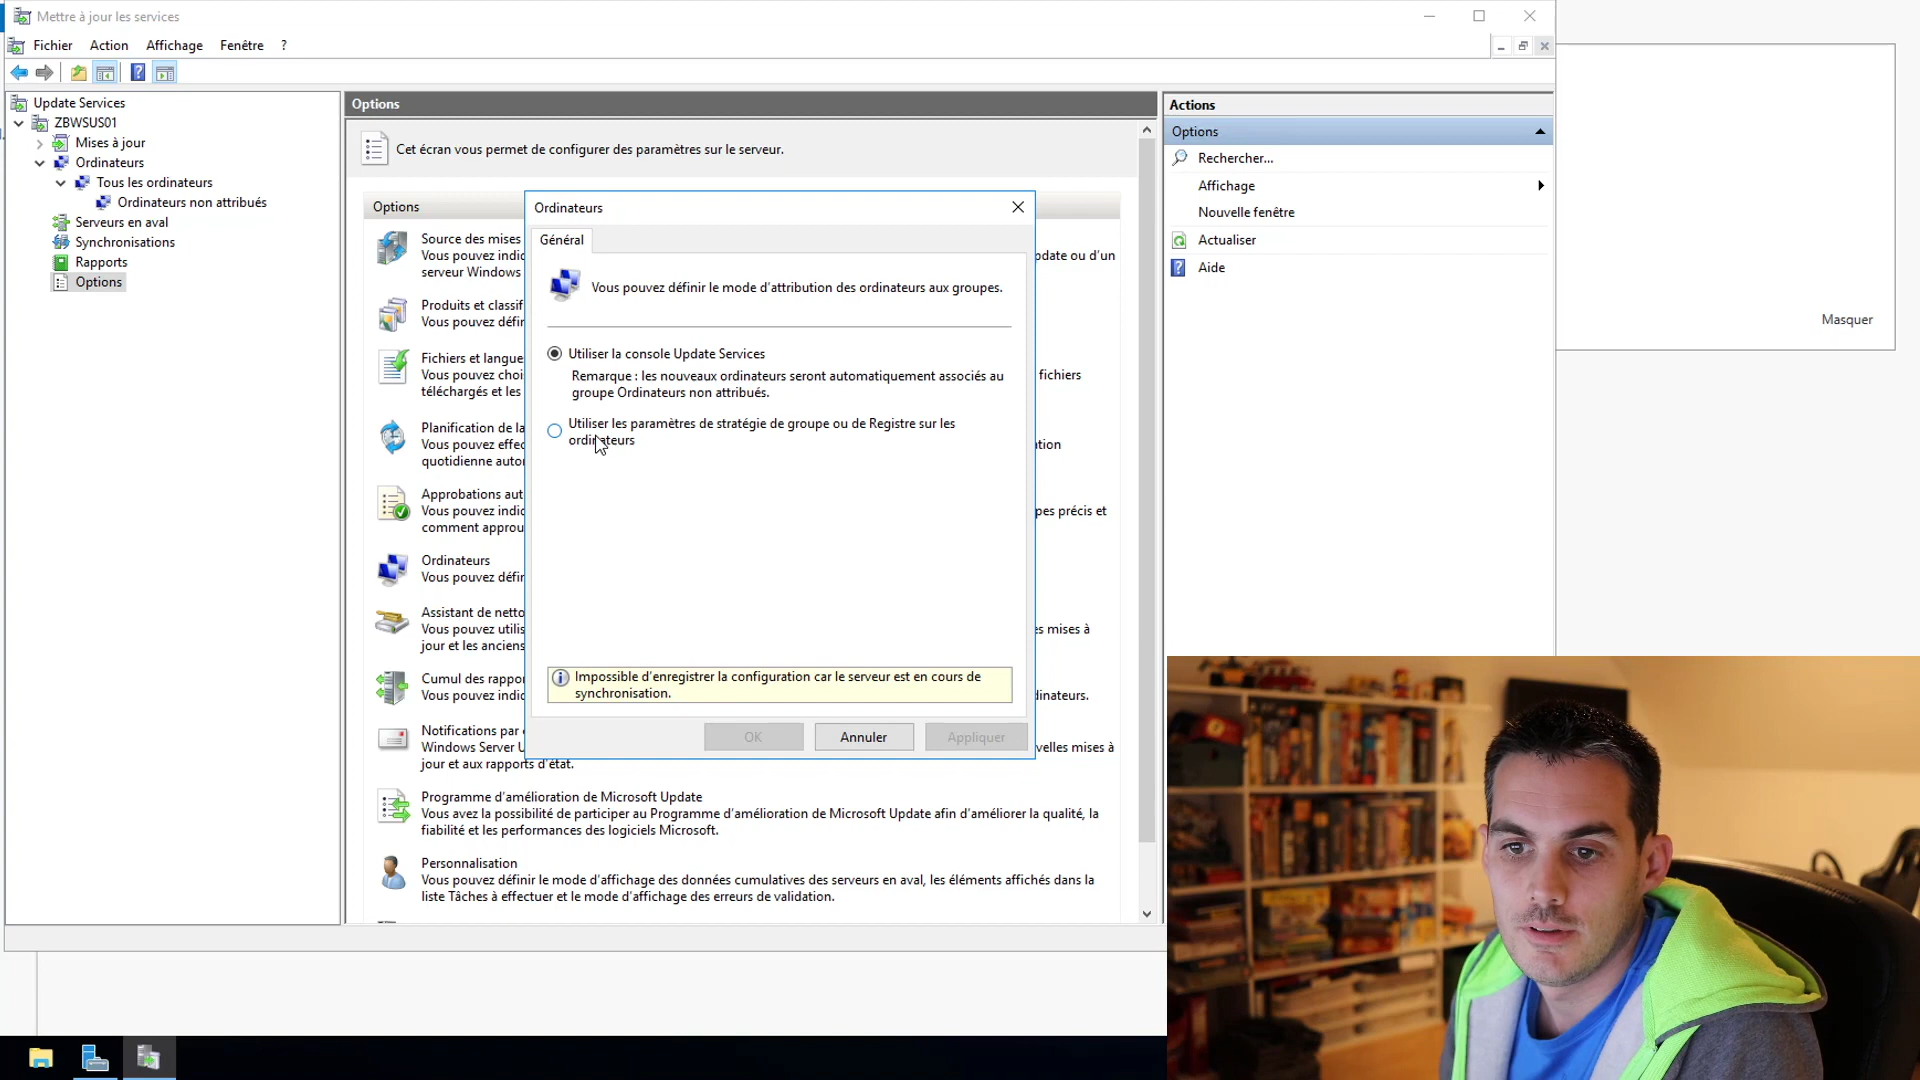 Mettre à jour les services
Fichier Action Affichage Fenêtre ?
Update Services
ZBWSUS01
Mises à jour
Ordinateurs
Tous les ordinateurs
Ordinateurs non attribués
Serveurs en aval
Synchronisations
Rapports
Options
Options
Cet écran vous permet de configurer des paramètres sur le serveur.
Options
Source des mises
Vous pouvez indic
pdate ou d'un
serveur Windows
Produits et classif
Vous pouvez défir
Fichiers et langue
Vous pouvez choi
fichiers
téléchargés et les
Planification de la
Vous pouvez effec
tion
quotidienne autor
Approbations aut
Vous pouvez indic
pes précis et
comment approu
Ordinateurs
Vous pouvez défir
Assistant de netto
Vous pouvez utilis
es mises à
jour et les anciens
Cumul des rappor
Vous pouvez indic
dinateurs.
Notifications par
Windows Server U
velles mises à
jour et aux rapports d'état.
Programme d'amélioration de Microsoft Update
Vous avez la possibilité de participer au Programme d'amélioration de Microsoft Update afin d'améliorer la qualité, la
fiabilité et les performances des logiciels Microsoft.
Personnalisation
Vous pouvez définir le mode d'affichage des données cumulatives des serveurs en aval, les éléments affichés dans la
liste Tâches à effectuer et le mode d'affichage des erreurs de validation.
Ordinateurs
Général
Vous pouvez définir le mode d'attribution des ordinateurs aux groupes.
Utiliser la console Update Services
Remarque : les nouveaux ordinateurs seront automatiquement associés au
groupe Ordinateurs non attribués.
Utiliser les paramètres de stratégie de groupe ou de Registre sur les
ordinateurs
Impossible d'enregistrer la configuration car le serveur est en cours de
synchronisation.
OK Annuler Appliquer
Actions
Options
Rechercher...
Affichage
Nouvelle fenêtre
Actualiser
Aide
Masquer